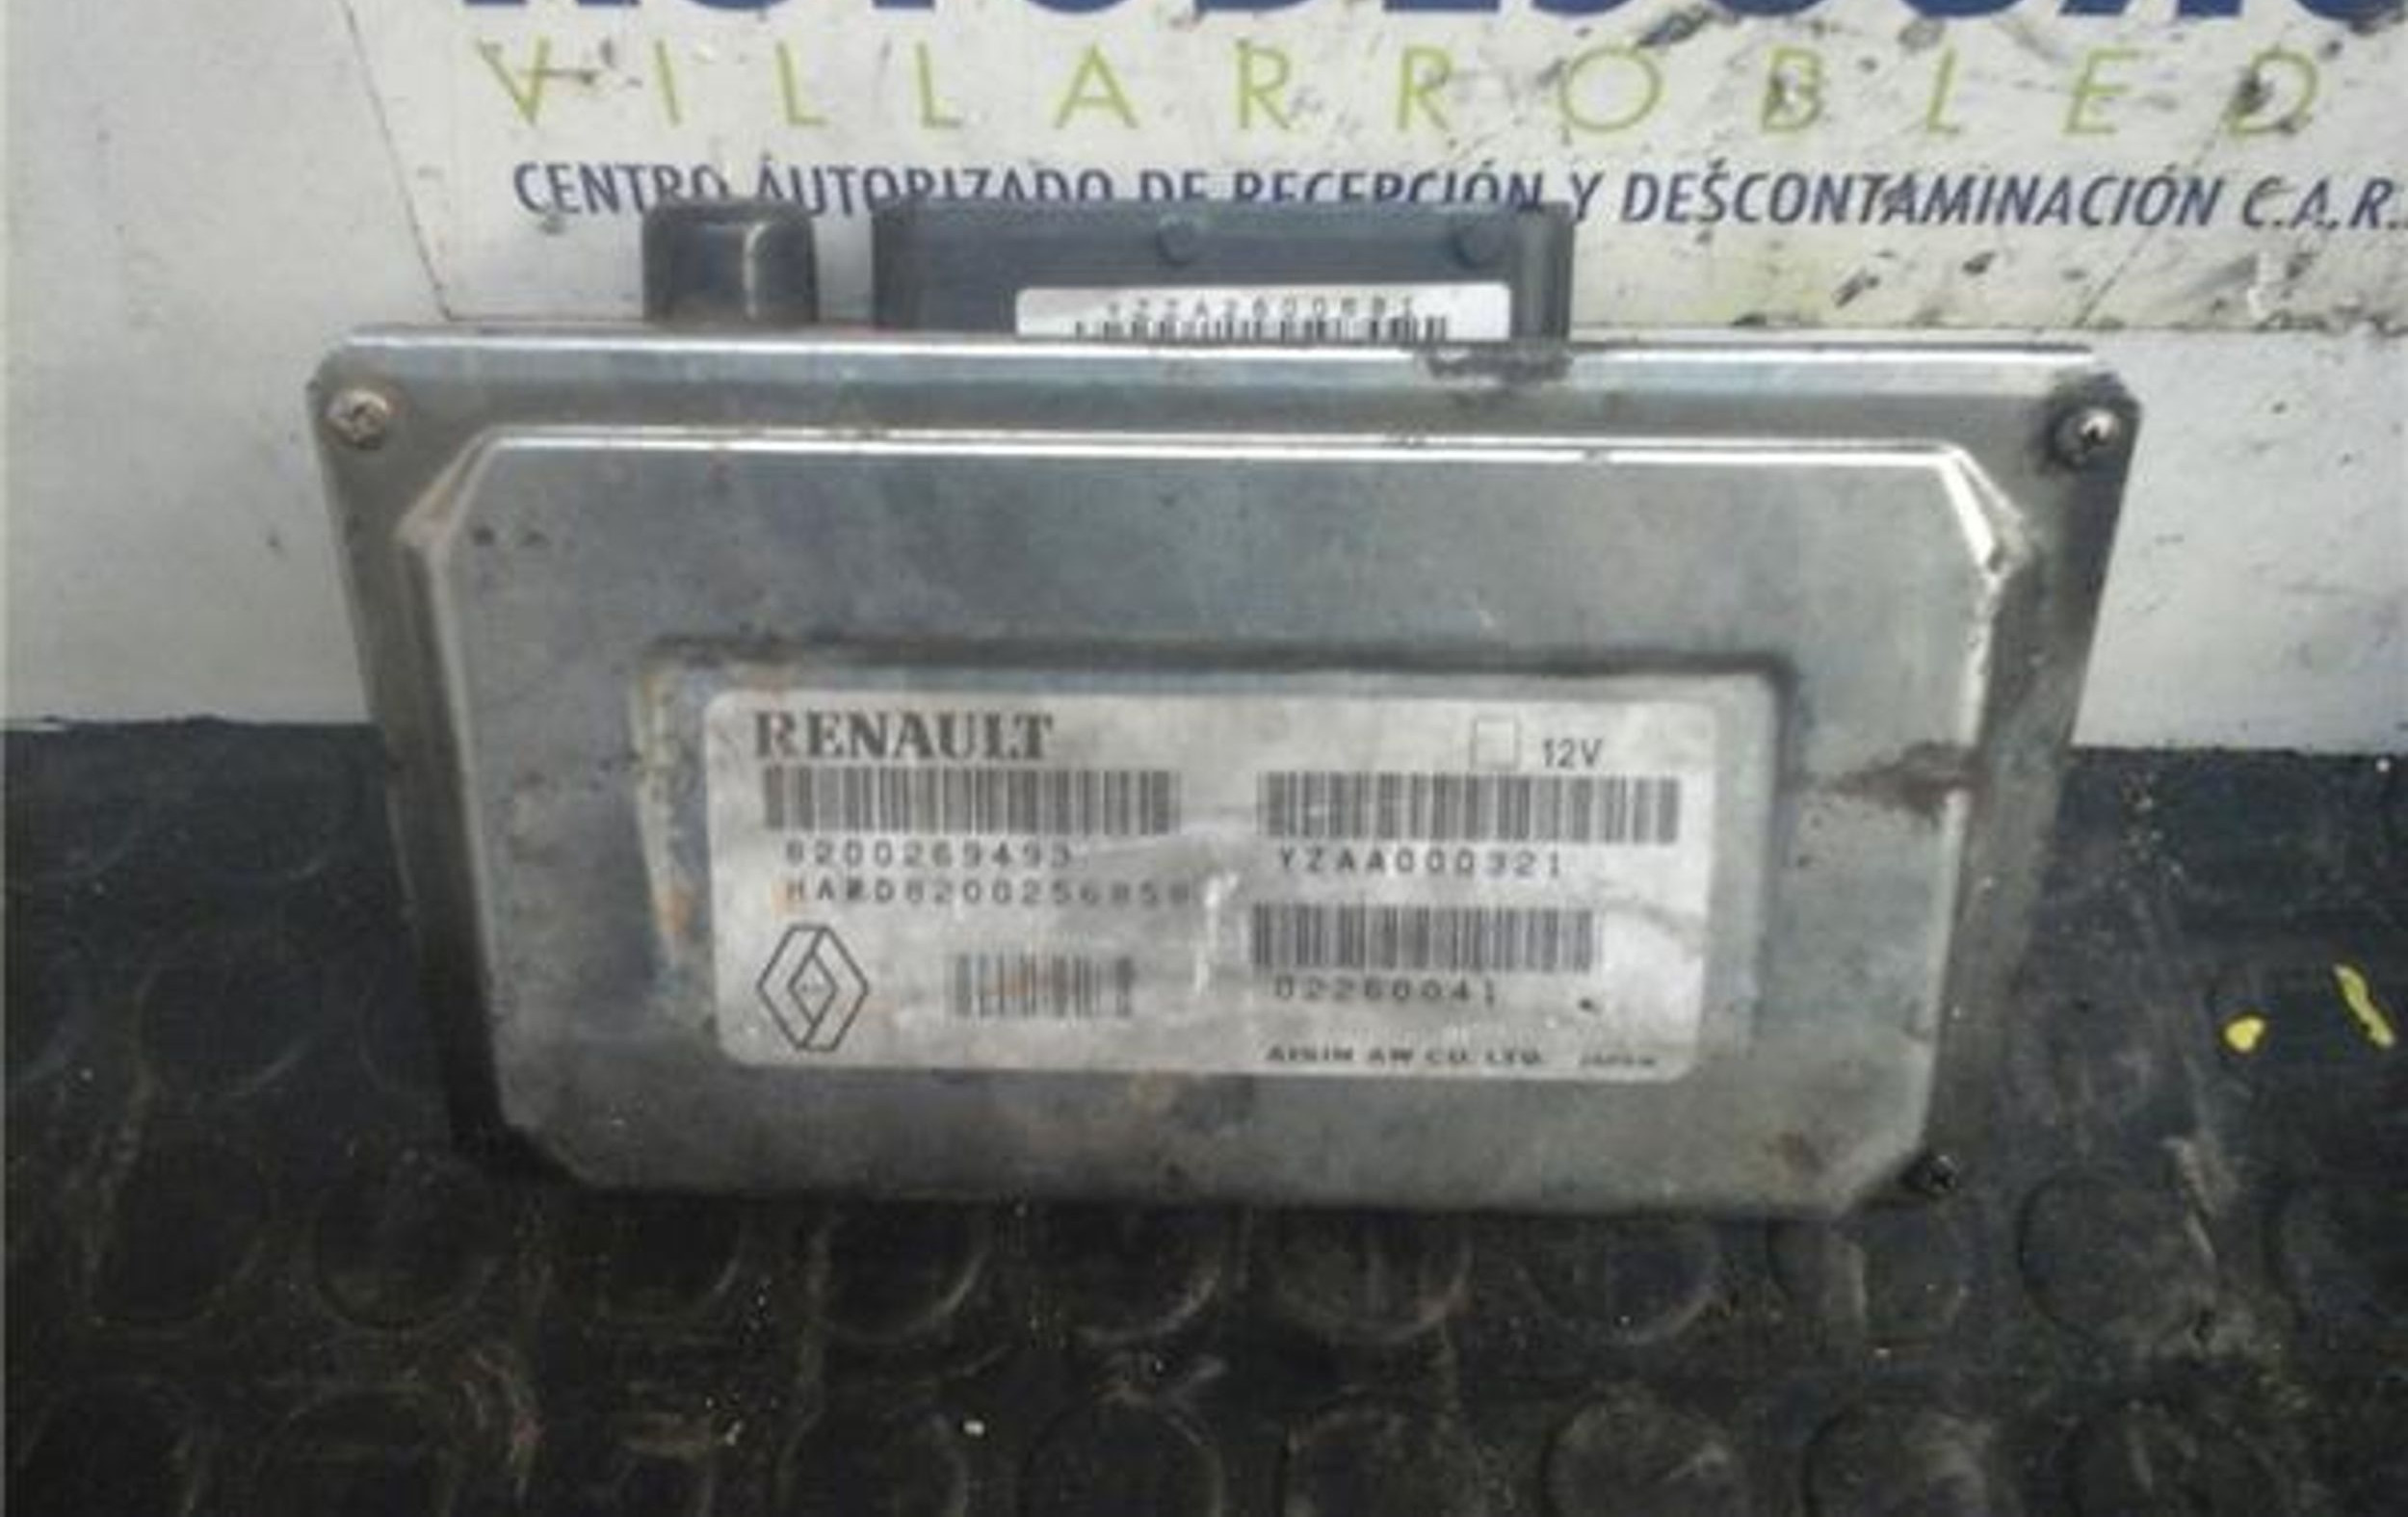 VILLARROBLED
CENTRO AUTORIZADO DE RECEPCIÓN Y DESCONTAMINACIÓN C.A.R.
RENAULT
12V
8200269493
YZAA000321
HARD8200256858
02260041
AISIN AW CO. LTD. JAPAN